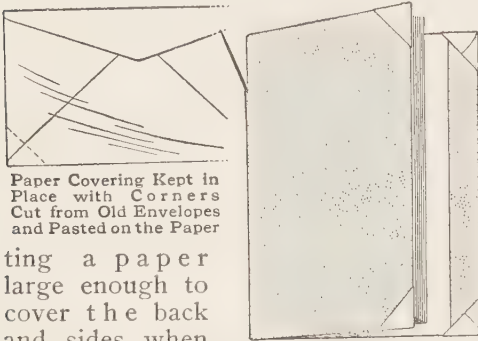 Paper Covering Kept in
Place with Corners
Cut from Old Envelopes
and Pasted on the Paper
ting a paper
large enough to
cover the back
and sides when